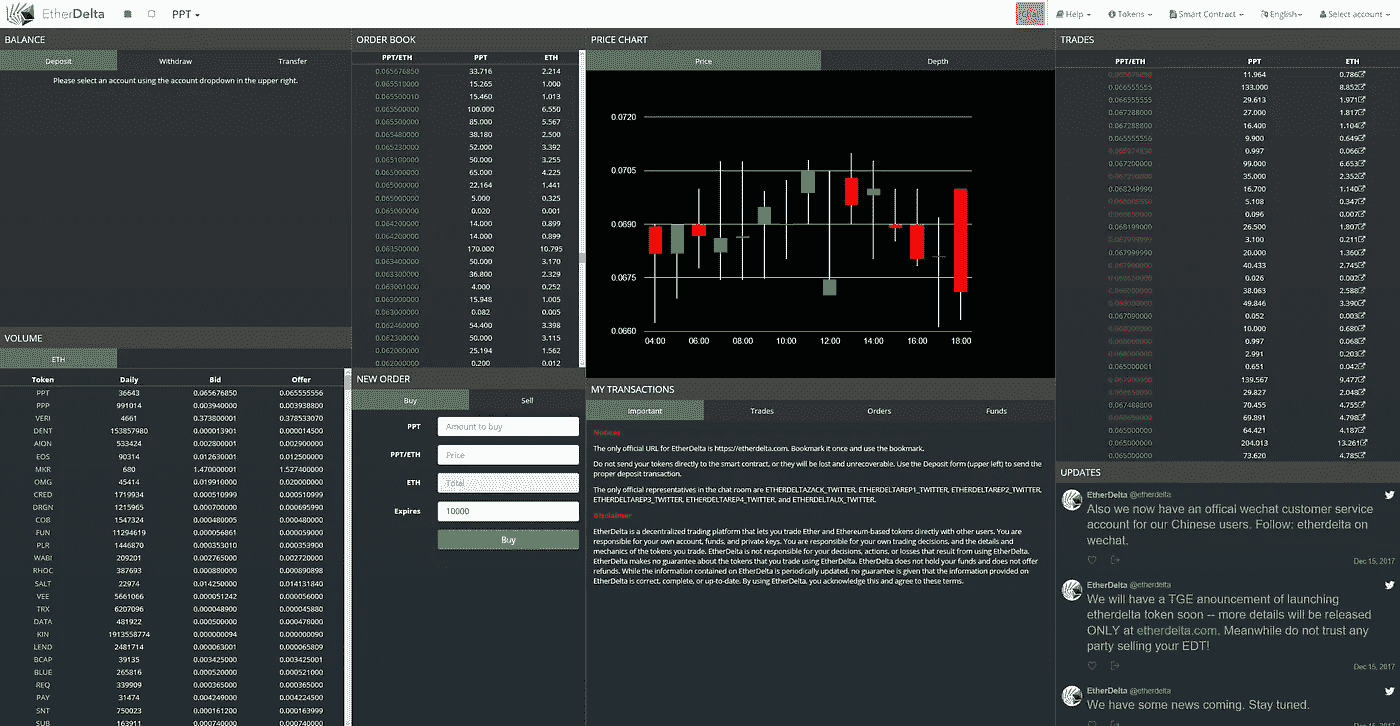 EtherDelta PPT Chat Help Tokens Smart Contract English Select account
BALANCE
Deposit Withdraw Transfer
Please select an account using the account dropdown in the upper right.
VOLUME
ETH
Token Daily Bid Offer
PPT 36643 0.065676850 0.065555556
PPP 991014 0.003940000 0.003938800
VERI 4661 0.373800001 0.378533070
DENT 153857980 0.000013901 0.000014500
AION 533424 0.002800001 0.002900000
EOS 90314 0.012630001 0.012500000
MKR 680 1.470000001 1.527400000
OMG 45414 0.019910000 0.020000000
CRED 1719934 0.000510999 0.000510999
DRGN 1215965 0.000700000 0.000695990
COB 1547324 0.000480005 0.000480000
FUN 11294619 0.000056861 0.000059000
PLR 1446870 0.000353010 0.000353900
WABI 209201 0.002765000 0.002720000
RHOC 387693 0.000880000 0.000890898
SALT 22974 0.014250000 0.014131840
VEE 5661066 0.000051242 0.000056000
TRX 6207096 0.000048900 0.000045880
DATA 481922 0.000500000 0.000478000
KIN 1913558774 0.000000094 0.000000090
LEND 2481714 0.000063001 0.000065809
BCAP 39135 0.003425000 0.003425001
BLUE 265816 0.000520000 0.000521000
REQ 339909 0.000365000 0.000365000
PAY 31474 0.004249000 0.004224500
SNT 750023 0.000161200 0.000163999
SUB 163911 0.000740000 0.000740000
ORDER BOOK
PPT/ETH PPT ETH
0.065676850 33.716 2.214
0.065510000 15.265 1.000
0.065500010 15.460 1.013
0.065500000 100.000 6.550
0.065500000 85.000 5.567
0.065480000 38.180 2.500
0.065230000 52.000 3.392
0.065100000 50.000 3.255
0.065000000 65.000 4.225
0.065000000 22.164 1.441
0.065000000 5.000 0.325
0.065000000 0.020 0.001
0.064200000 14.000 0.899
0.064200000 14.000 0.899
0.063500000 170.000 10.795
0.063400000 50.000 3.170
0.063300000 36.800 2.329
0.063001000 4.000 0.252
0.063000000 15.948 1.005
0.063000000 0.082 0.005
0.062460000 54.400 3.398
0.062300000 50.000 3.115
0.062000000 25.194 1.562
0.062000000 0.200 0.012
NEW ORDER
Buy Sell
PPT Amount to buy
PPT/ETH Price
ETH Total
Expires 10000
Buy
PRICE CHART
Price Depth
0.0720
0.0705
0.0690
0.0675
0.0660
04:00 06:00 08:00 10:00 12:00 14:00 16:00 18:00
MY TRANSACTIONS
Important Trades Orders Funds
Notices
The only official URL for EtherDelta is https://etherdelta.com. Bookmark it once and use the bookmark.
Do not send your tokens directly to the smart contract, or they will be lost and unrecoverable. Use the Deposit form (upper left) to send the
proper deposit transaction.
The only official representatives in the chat room are ETHERDELTAZACK_TWITTER, ETHERDELTAREP1_TWITTER, ETHERDELTAREP2_TWITTER,
ETHERDELTAREP3_TWITTER, ETHERDELTAREP4_TWITTER, and ETHERDELTAUX_TWITTER.
Disclaimer
EtherDelta is a decentralized trading platform that lets you trade Ether and Ethereum-based tokens directly with other users. You are
responsible for your own account, funds, and private keys. You are responsible for your own trading decisions, and the details and
mechanics of the tokens you trade. EtherDelta is not responsible for your decisions, actions, or losses that result from using EtherDelta.
EtherDelta makes no guarantee about the tokens that you trade using EtherDelta. EtherDelta does not hold your funds and does not offer
refunds. While the information contained on EtherDelta is periodically updated, no guarantee is given that the information provided on
EtherDelta is correct, complete, or up-to-date. By using EtherDelta, you acknowledge this and agree to these terms.
TRADES
PPT/ETH PPT ETH
11.964 0.786
0.066555555 133.000 8.852
0.066555555 29.613 1.971
0.067288000 27.000 1.817
0.067288800 16.400 1.104
0.065555556 9.900 0.649
0.997 0.066
0.067200000 99.000 6.653
35.000 2.352
0.068249990 16.700 1.140
5.108 0.347
0.096 0.007
0.068199000 26.500 1.807
3.100 0.211
0.067999990 20.000 1.360
40.433 2.745
0.026 0.002
38.063 2.588
49.846 3.390
0.067090000 0.052 0.003
10.000 0.680
0.997 0.068
2.991 0.203
0.065000001 0.651 0.042
139.567 9.477
29.827 2.048
0.067488800 70.455 4.755
69.891 4.798
0.065000000 64.421 4.187
0.065000000 204.013 13.261
0.065000000 73.620 4.785
UPDATES
EtherDelta @etherdelta
Also we now have an offical wechat customer service
account for our Chinese users. Follow: etherdelta on
wechat.
Dec 15, 2017
EtherDelta @etherdelta
We will have a TGE anouncement of launching
etherdelta token soon -- more details will be released
ONLY at etherdelta.com. Meanwhile do not trust any
party selling your EDT!
Dec 15, 2017
EtherDelta @etherdelta
We have some news coming. Stay tuned.
Dec 15, 2017